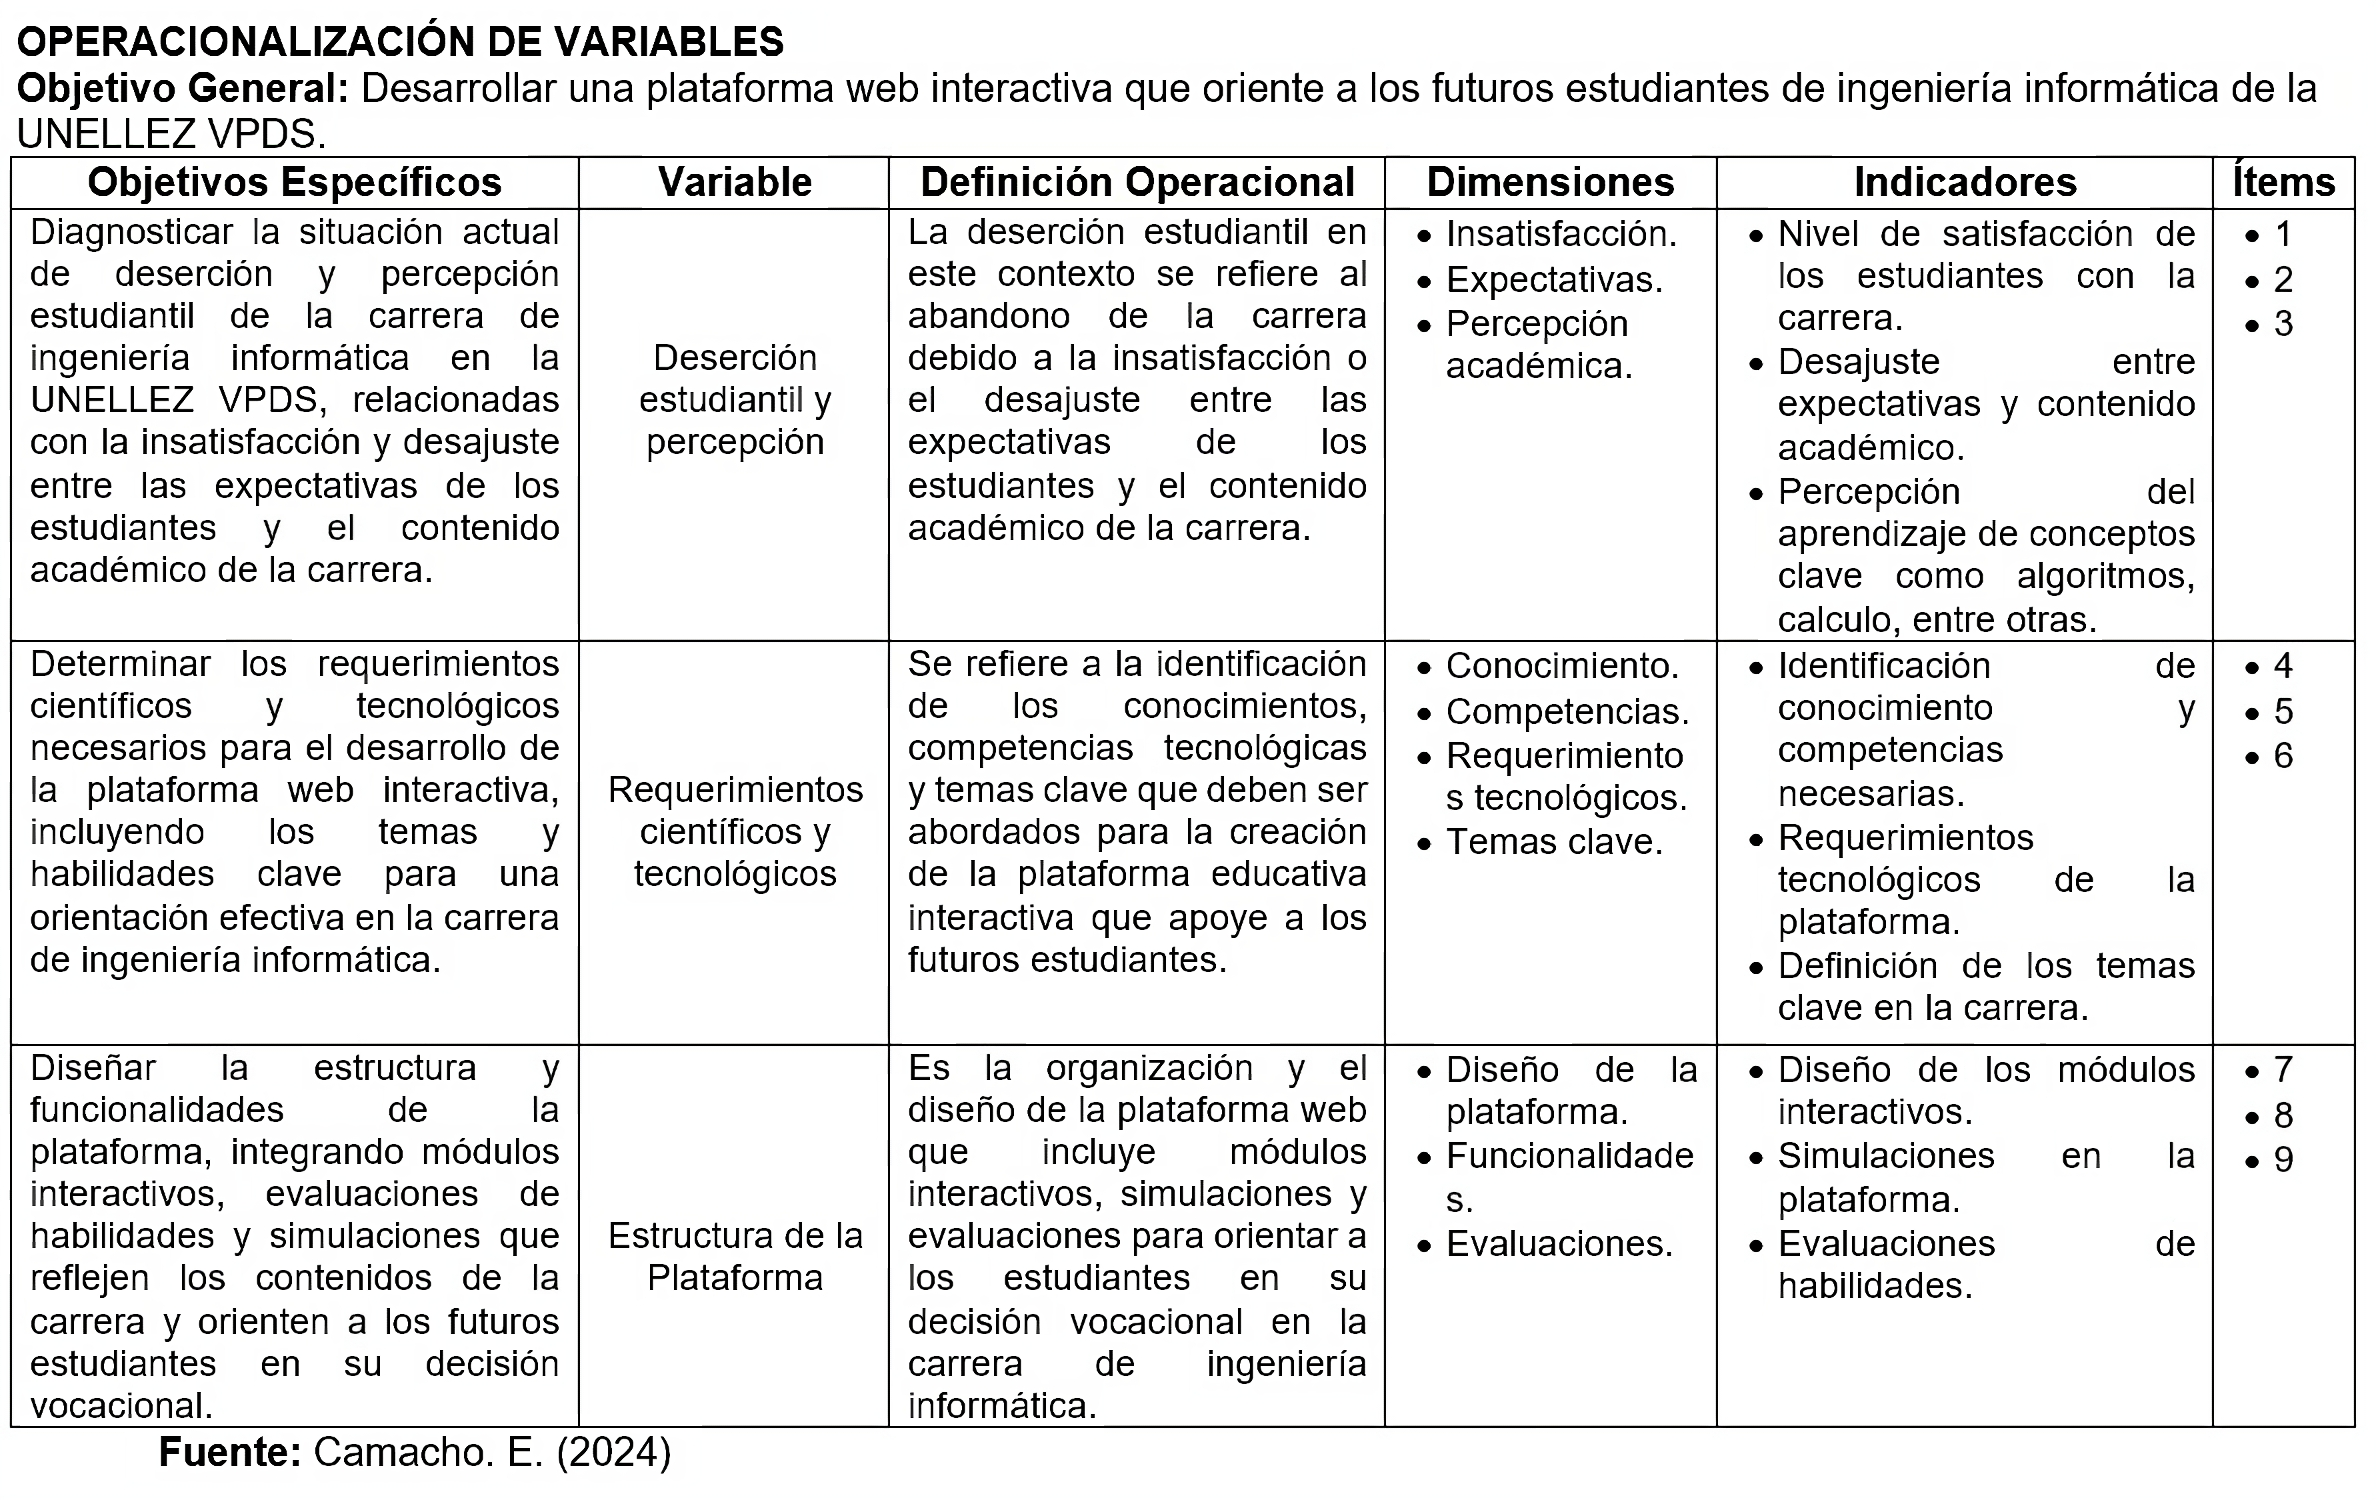 OPERACIONALIZACIÓN DE VARIABLES
Objetivo General: Desarrollar una plataforma web interactiva que oriente a los futuros estudiantes de ingeniería informática de la
UNELLEZ VPDS.
Objetivos Específicos
Variable
Definición Operacional
Dimensiones
Indicadores
Ítems
Diagnosticar la situación actual
de deserción y percepción
estudiantil de la carrera de
ingeniería informática en la
UNELLEZ VPDS, relacionadas
con la insatisfacción y desajuste
entre las expectativas de los
estudiantes y el contenido
académico de la carrera.
Deserción
estudiantil y
percepción
La deserción estudiantil en
este contexto se refiere al
abandono de la carrera
debido a la insatisfacción o
el desajuste entre las
expectativas de los
estudiantes y el contenido
académico de la carrera.
• Insatisfacción.
• Expectativas.
• Percepción
académica.
• Nivel de satisfacción de
los estudiantes con la
carrera.
• Desajuste entre
expectativas y contenido
académico.
• Percepción del
aprendizaje de conceptos
clave como algoritmos,
calculo, entre otras.
• 1
• 2
• 3
Determinar los requerimientos
científicos y tecnológicos
necesarios para el desarrollo de
la plataforma web interactiva,
incluyendo los temas y
habilidades clave para una
orientación efectiva en la carrera
de ingeniería informática.
Requerimientos
científicos y
tecnológicos
Se refiere a la identificación
de los conocimientos,
competencias tecnológicas
y temas clave que deben ser
abordados para la creación
de la plataforma educativa
interactiva que apoye a los
futuros estudiantes.
• Conocimiento.
• Competencias.
• Requerimiento
s tecnológicos.
• Temas clave.
• Identificación de
conocimiento y
competencias
necesarias.
• Requerimientos
tecnológicos de la
plataforma.
• Definición de los temas
clave en la carrera.
• 4
• 5
• 6
Diseñar la estructura y
funcionalidades de la
plataforma, integrando módulos
interactivos, evaluaciones de
habilidades y simulaciones que
reflejen los contenidos de la
carrera y orienten a los futuros
estudiantes en su decisión
vocacional.
Estructura de la
Plataforma
Es la organización y el
diseño de la plataforma web
que incluye módulos
interactivos, simulaciones y
evaluaciones para orientar a
los estudiantes en su
decisión vocacional en la
carrera de ingeniería
informática.
• Diseño de la
plataforma.
• Funcionalidade
s.
• Evaluaciones.
• Diseño de los módulos
interactivos.
• Simulaciones en la
plataforma.
• Evaluaciones de
habilidades.
• 7
• 8
• 9
Fuente: Camacho. E. (2024)